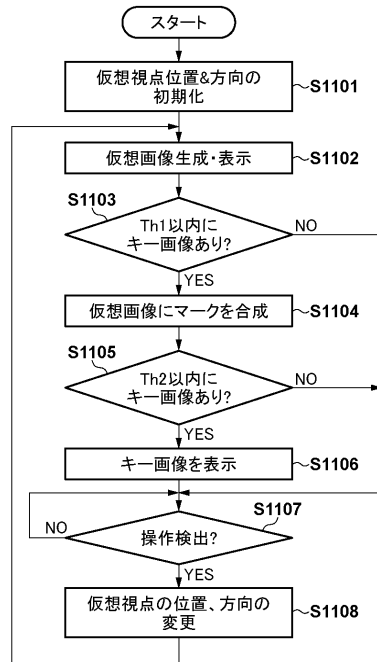 スタート
仮想視点位置&方向の
初期化
S1101
仮想画像生成・表示
S1102
S1103
Th1以内に
キー画像あり?
NO
YES
仮想画像にマークを合成
S1104
S1105
Th2以内に
キー画像あり?
NO
YES
キー画像を表示
S1106
S1107
NO
操作検出?
YES
仮想視点の位置、方向の
変更
S1108